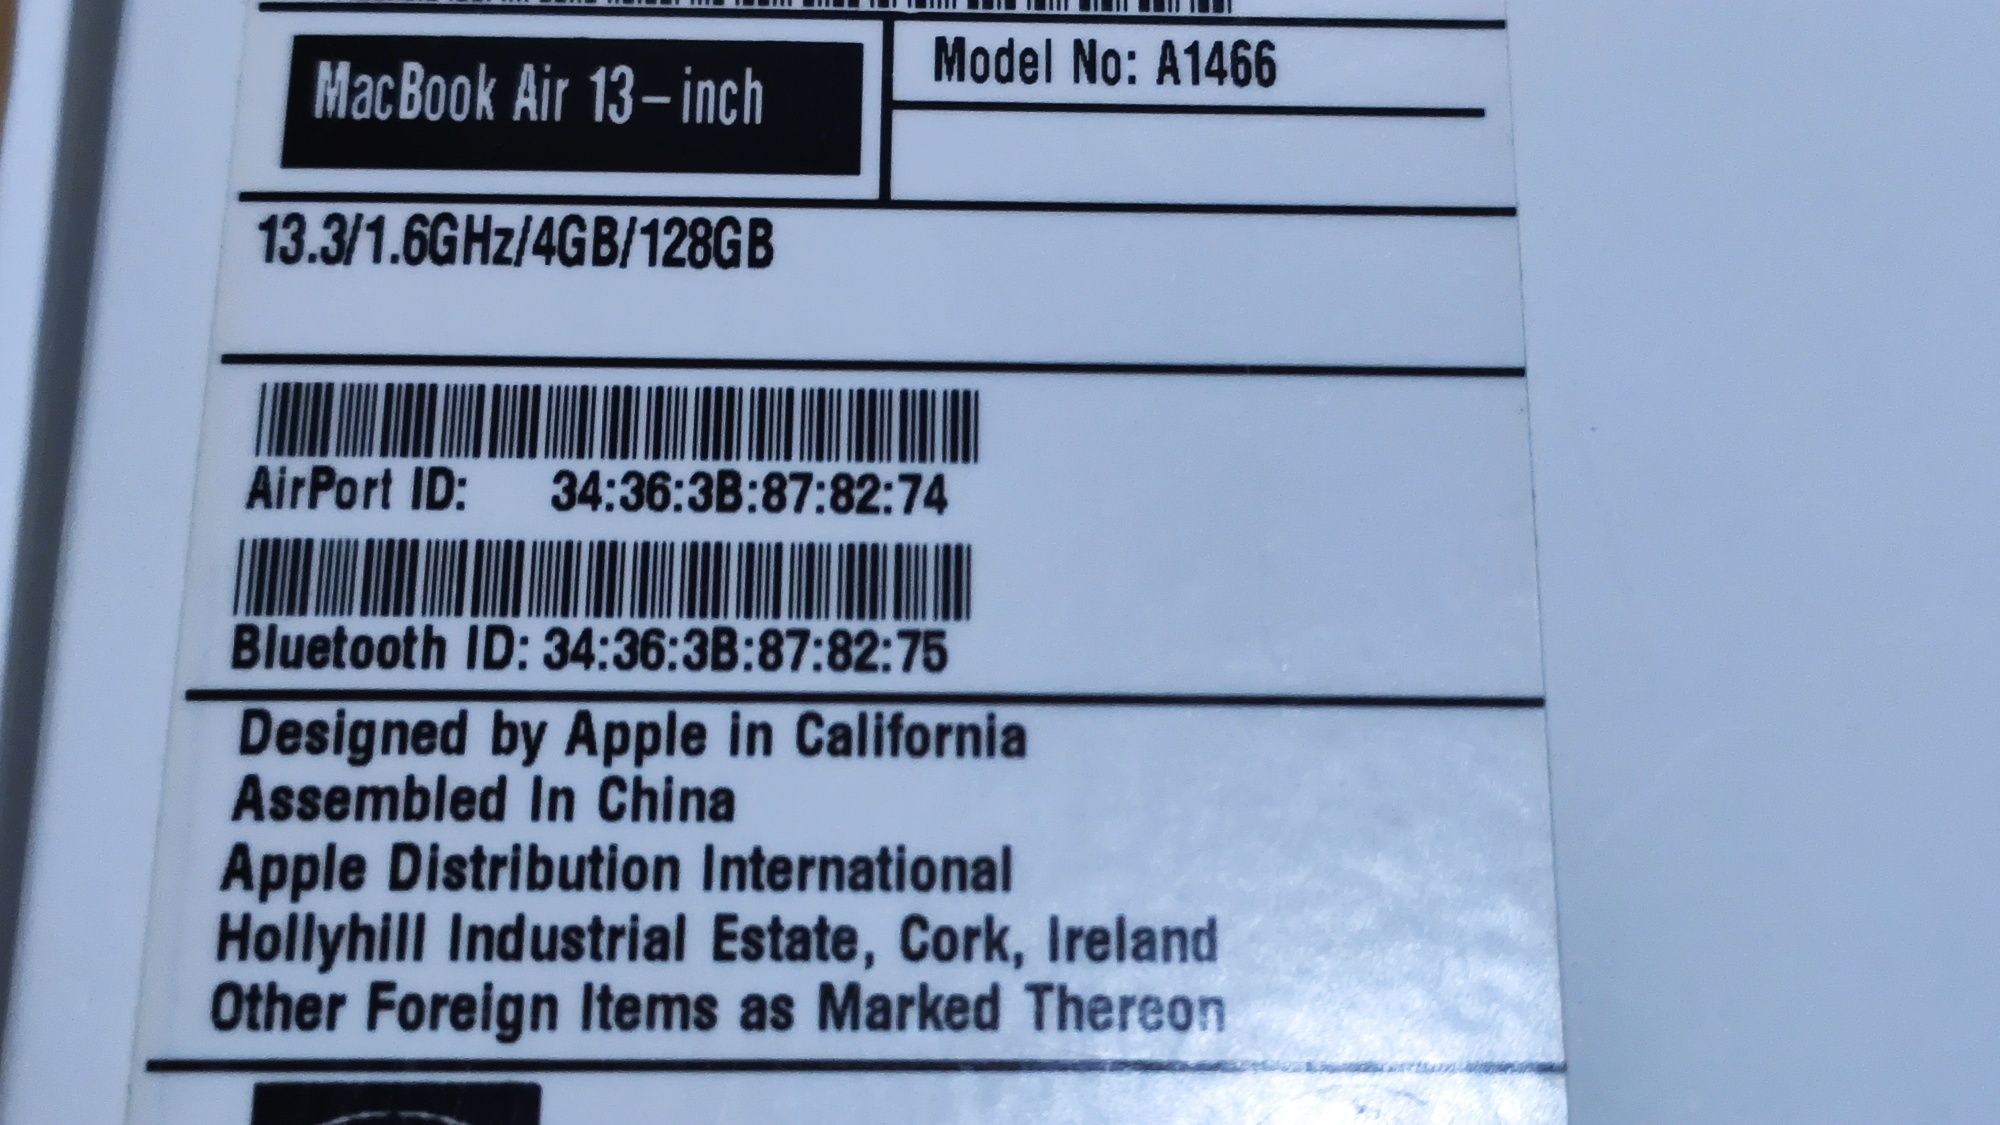 MacBook Air 13-inch
Model No: A1466
13.3/1.6GHz/4GB/128GB
AirPort ID: 34:36:3B:87:82:74
Bluetooth ID: 34:36:3B:87:82:75
Designed by Apple in California
Assembled In China
Apple Distribution International
Hollyhill Industrial Estate, Cork, Ireland
Other Foreign Items as Marked Thereon